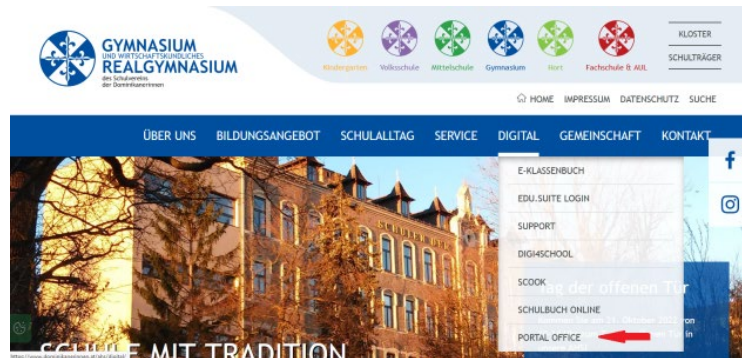 GYMNASIUM
UND WIRTSCHAFTSKUNDLICHES
REALGYMNASIUM
des Schulvereins
der Dominikanerinnen
Kindergarten Volksschule Mittelschule Gymnasium Hort Fachschule & AUL
KLOSTER
SCHULTRÄGER
HOME IMPRESSUM DATENSCHUTZ SUCHE
ÜBER UNS BILDUNGSANGEBOT SCHULALLTAG SERVICE DIGITAL GEMEINSCHAFT KONTAKT
E-KLASSENBUCH
EDU.SUITE LOGIN
SUPPORT
DIGI4SCHOOL
SCOOK
SCHULBUCH ONLINE
PORTAL OFFICE
Tag der offenen Tür
SCHULE MIT TRADITION